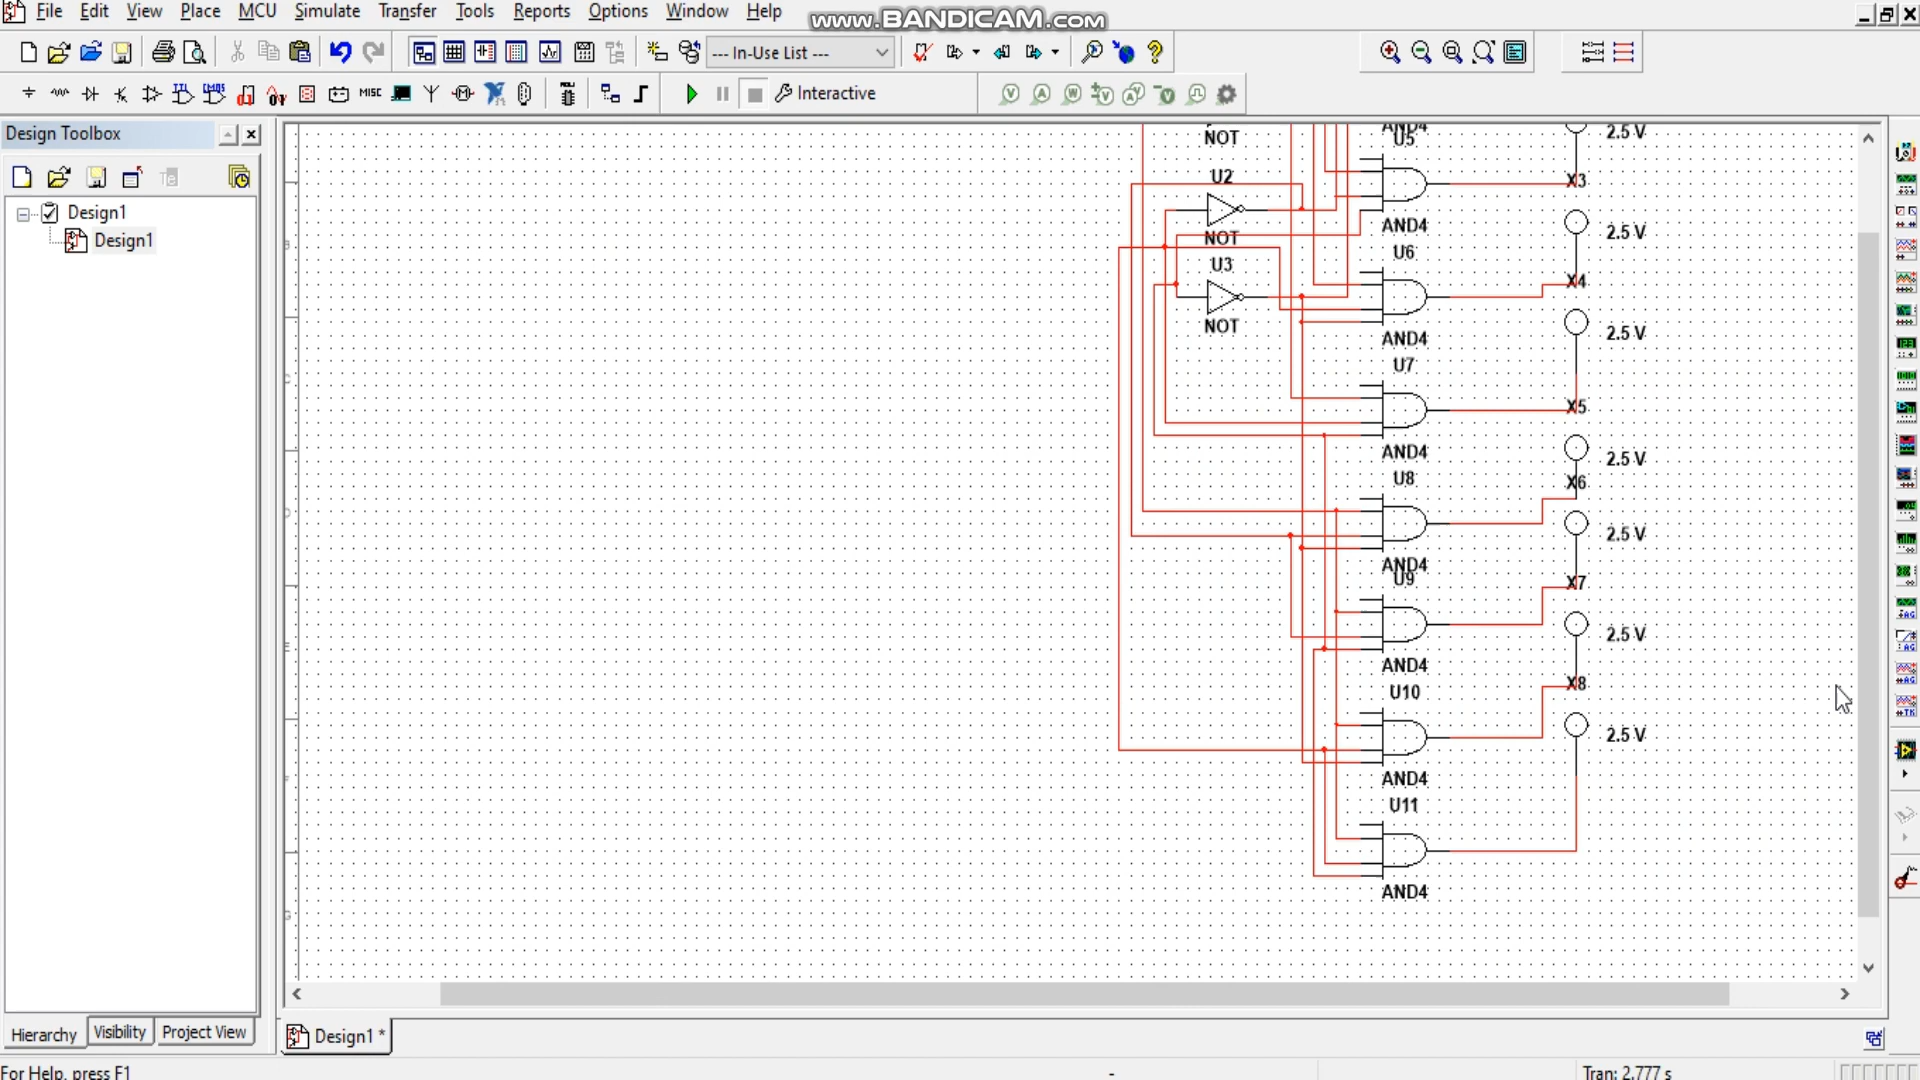 File Edit View Place MCU Simulate Transfer Tools Reports Options Window Help
www.BANDICAM.com
--- In-Use List ---
MISC
Interactive
Design Toolbox
Design1
Design1
AND4
U5
NOT
2.5 V
U2
X3
NOT
AND4
2.5 V
U6
U3
X4
NOT
AND4
2.5 V
U7
X5
AND4
2.5 V
U8
X6
2.5 V
AND4
U9
X7
2.5 V
AND4
U10
X8
2.5 V
AND4
U11
AND4
Hierarchy Visibility Project View
Design1 *
For Help, press F1
-
Tran: 2.777 s